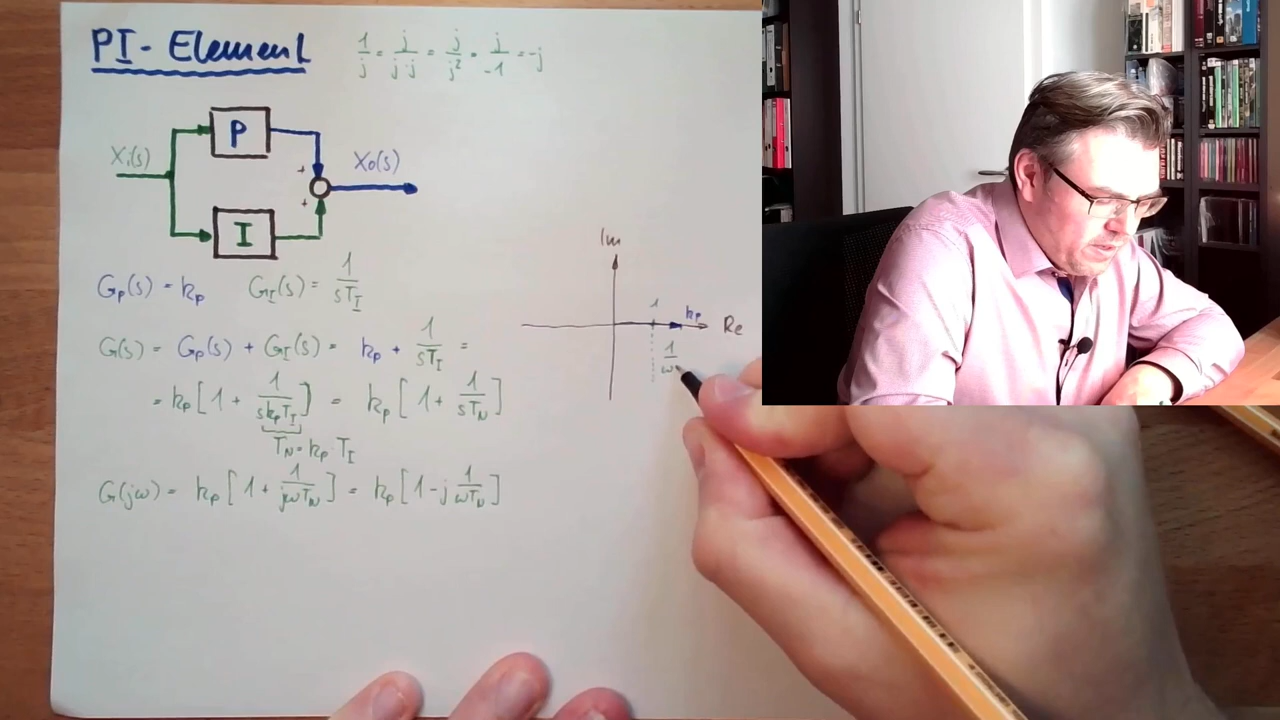 PI-Element
1/j = j/j·j = j/j² = j/-1 = -j
P
Xi(s)
Xo(s)
+
+
I
Gp(s) = kp GI(s) = 1/sTI
G(s) = Gp(s) + GI(s) = kp + 1/sTI =
= kp[1 + 1/skpTI] = kp[1 + 1/sTN]
TN = kp TI
G(jω) = kp[1 + 1/jωTN] = kp[1 - j 1/ωTN]
Im
1
kp
Re
1/ω